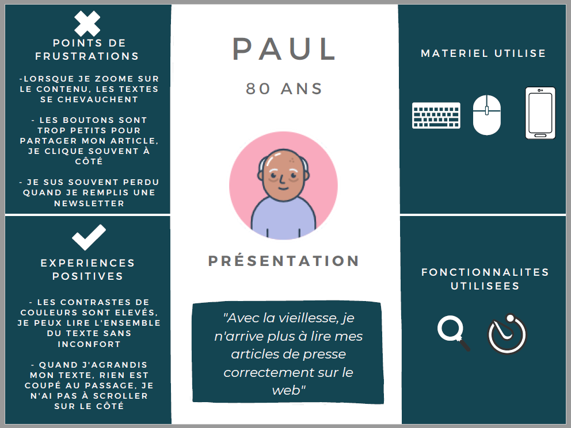 POINTS DE
FRUSTRATIONS
-LORSQUE JE ZOOME SUR
LE CONTENU, LES TEXTES
SE CHEVAUCHENT
- LES BOUTONS SONT
TROP PETITS POUR
PARTAGER MON ARTICLE,
JE CLIQUE SOUVENT À
CÔTÉ
- JE SUS SOUVENT PERDU
QUAND JE REMPLIS UNE
NEWSLETTER
EXPERIENCES
POSITIVES
- LES CONTRASTES DE
COULEURS SONT ELEVÉS,
JE PEUX LIRE L'ENSEMBLE
DU TEXTE SANS
INCONFORT
- QUAND J'AGRANDIS
MON TEXTE, RIEN EST
COUPÉ AU PASSAGE, JE
N'AI PAS À SCROLLER
SUR LE CÔTÉ
PAUL
80 ANS
PRÉSENTATION
"Avec la vieillesse, je
n'arrive plus à lire mes
articles de presse
correctement sur le
web"
MATERIEL UTILISE
FONCTIONNALITES
UTILISEES